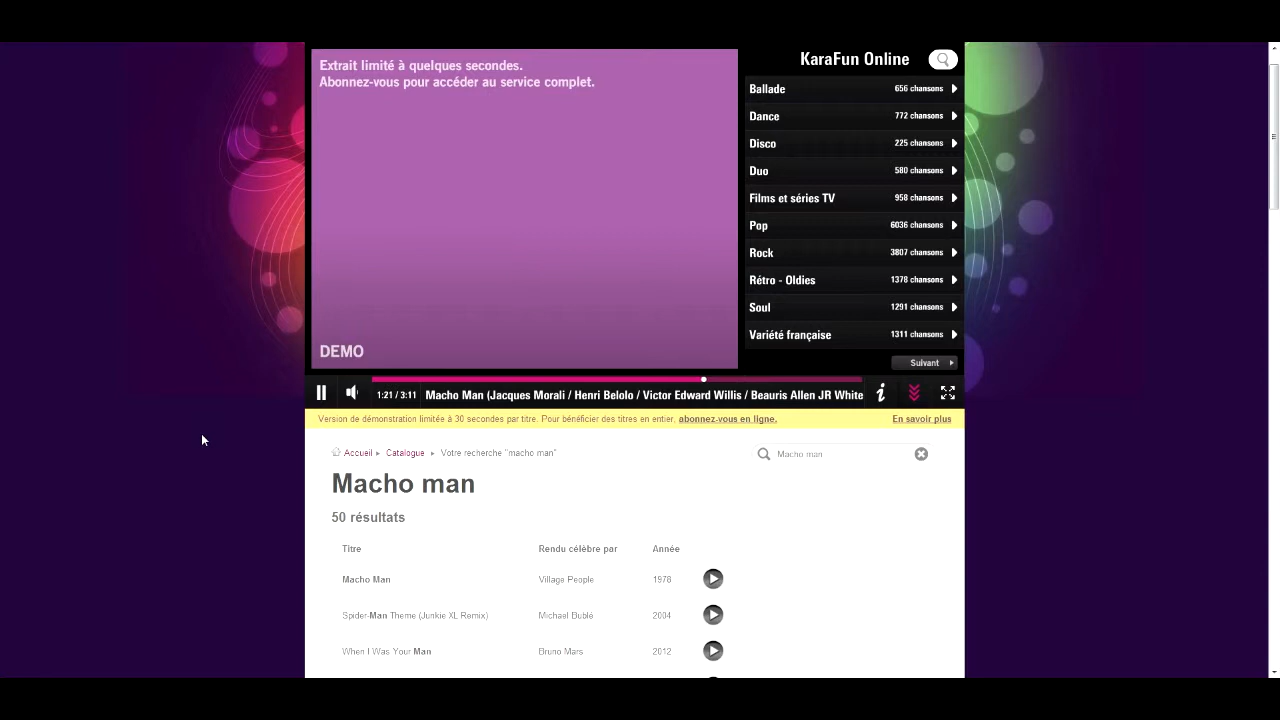 Extrait limité à quelques secondes.
Abonnez-vous pour accéder au service complet.
DEMO
KaraFun Online
Ballade 656 chansons
Dance 772 chansons
Disco 225 chansons
Duo 580 chansons
Films et séries TV 958 chansons
Pop 6036 chansons
Rock 3807 chansons
Rétro - Oldies 1378 chansons
Soul 1291 chansons
Variété française 1311 chansons
Suivant
1:21 / 3:11 Macho Man (Jacques Morali / Henri Belolo / Victor Edward Willis / Beauris Allen JR White
Version de démonstration limitée à 30 secondes par titre. Pour bénéficier des titres en entier, abonnez-vous en ligne. En savoir plus
Accueil Catalogue Votre recherche "macho man" Macho man
Macho man
50 résultats
Titre Rendu célèbre par Année
Macho Man Village People 1978
Spider-Man Theme (Junkie XL Remix) Michael Bublé 2004
When I Was Your Man Bruno Mars 2012